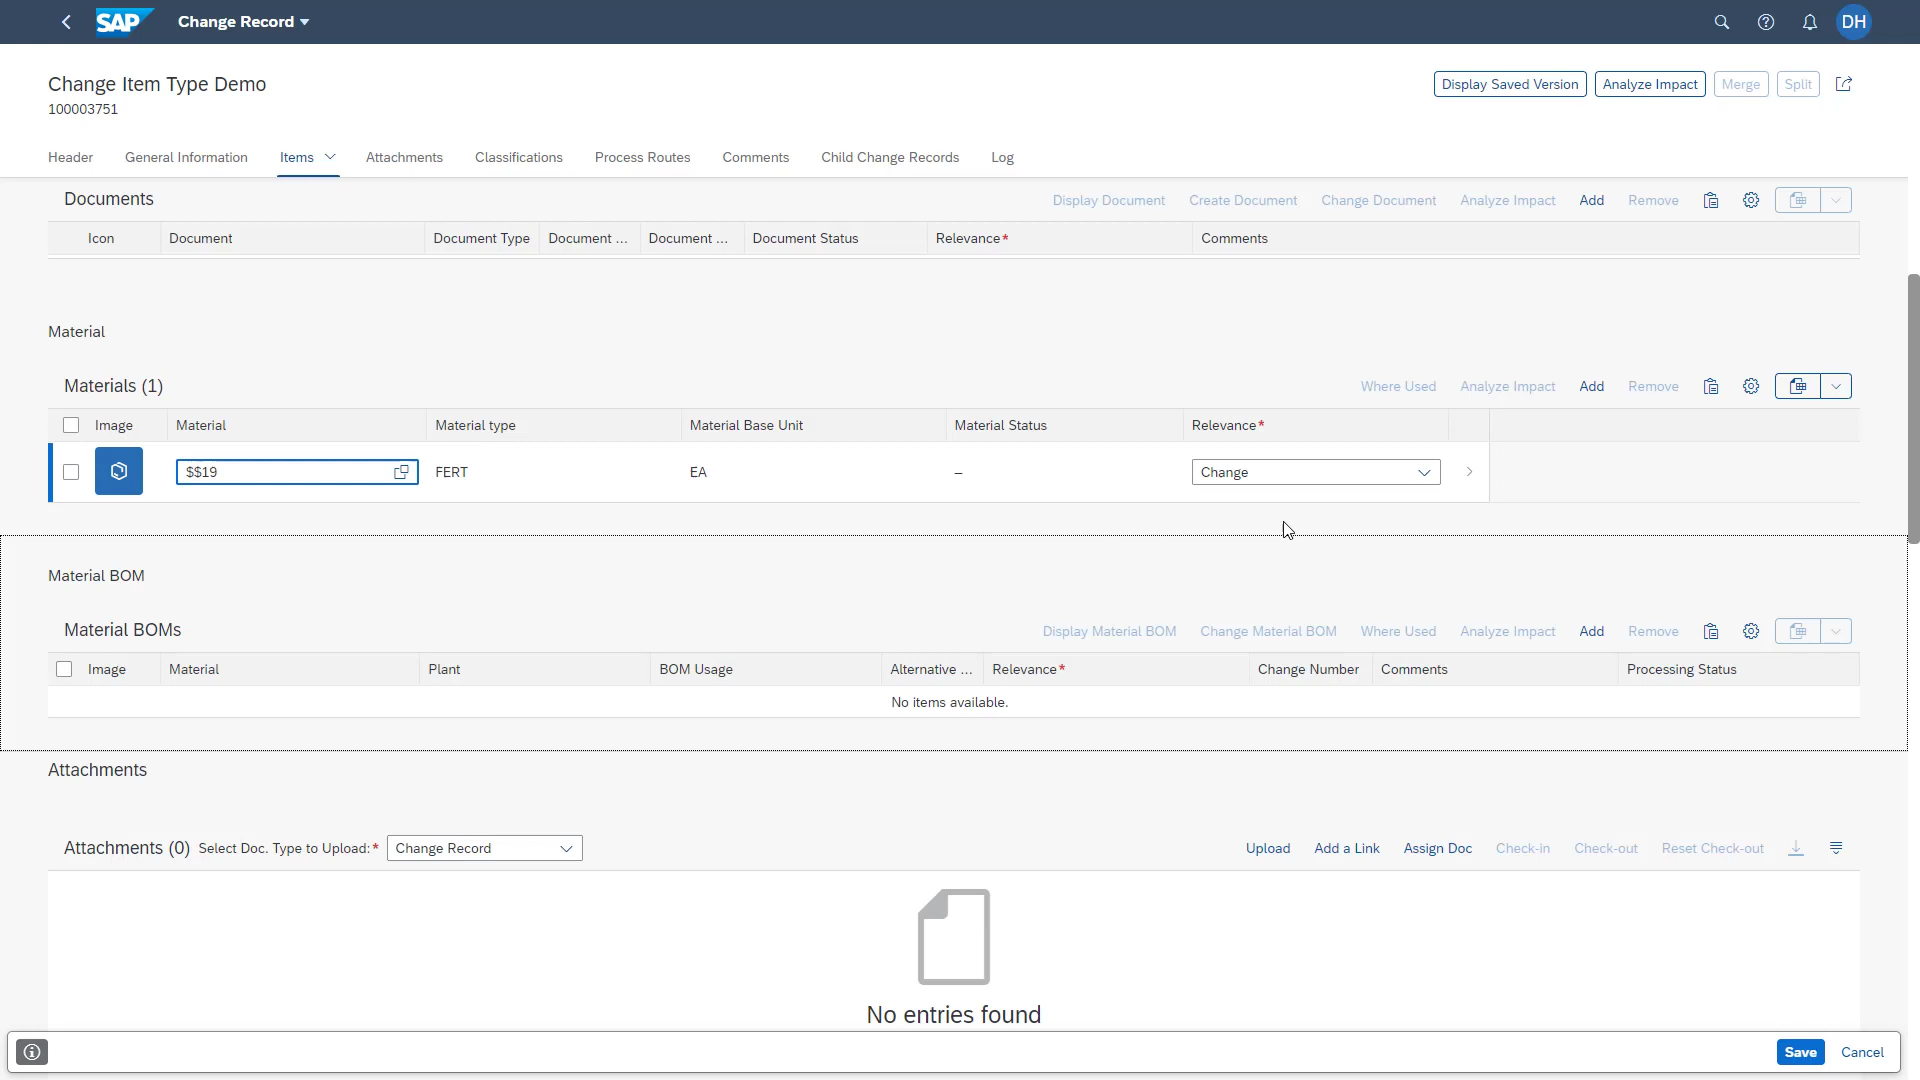 SAP Change Record DH
Change Item Type Demo Display Saved Version Analyze Impact Merge Split
100003751
Header General Information Items Attachments Classifications Process Routes Comments Child Change Records Log
Documents Display Document Create Document Change Document Analyze Impact Add Remove
Icon Document Document Type Document ... Document ... Document Status Relevance* Comments
Material
Materials (1) Where Used Analyze Impact Add Remove
Image Material Material type Material Base Unit Material Status Relevance*
$$19 FERT EA – Change
Material BOM
Material BOMs Display Material BOM Change Material BOM Where Used Analyze Impact Add Remove
Image Material Plant BOM Usage Alternative ... Relevance* Change Number Comments Processing Status
No items available.
Attachments
Attachments (0) Select Doc. Type to Upload:* Change Record Upload Add a Link Assign Doc Check-in Check-out Reset Check-out
No entries found
Save Cancel